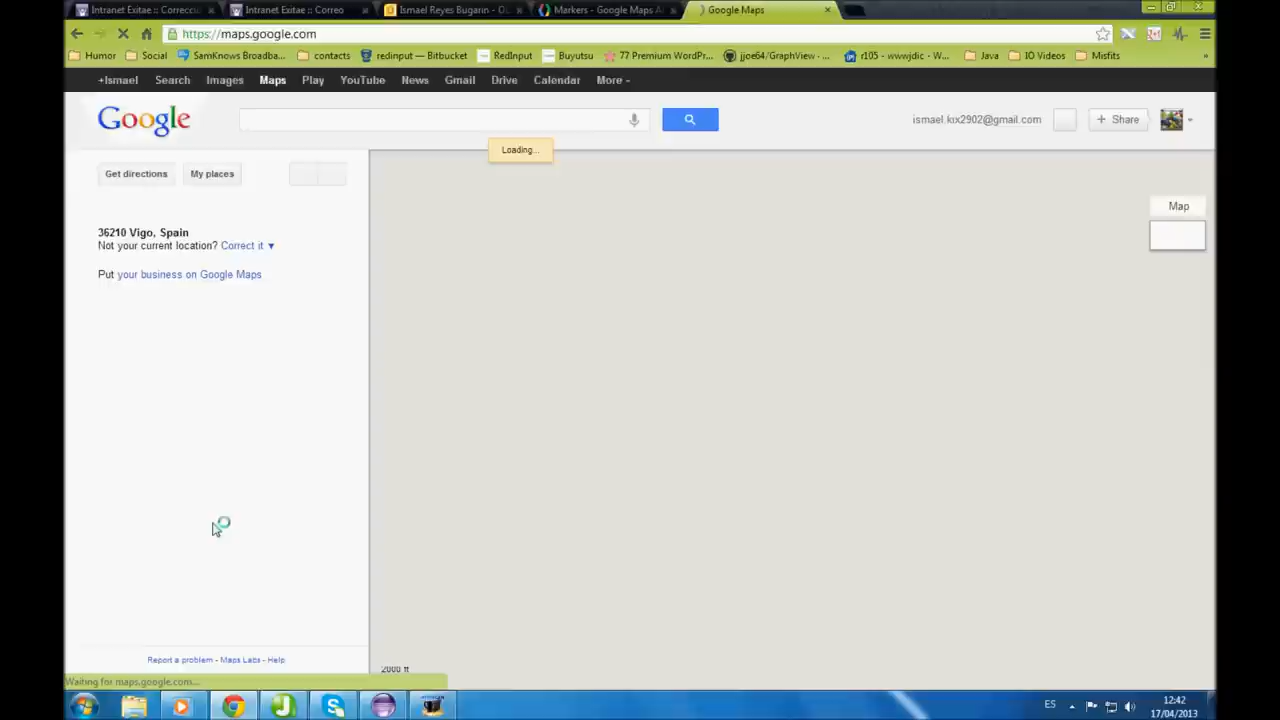 Intranet Exitae :: Correccio
Intranet Exitae :: Correo
Ismael Reyes Bugarin - O
Markers - Google Maps A
Google Maps
https://maps.google.com
Humor
Social
SamKnows Broadba...
contacts
redinput — Bitbucket
RedInput
Buyutsu
77 Premium WordPr...
jjoe64/GraphView - ...
r105 - wwwjdic - W...
Java
IO Videos
Misfits
»
+Ismael Search Images Maps Play YouTube News Gmail Drive Calendar More
Google
ismael.kix2902@gmail.com
+ Share
Loading...
Get directions
My places
Map
36210 Vigo, Spain
Not your current location? Correct it ▼
Put your business on Google Maps
Report a problem - Maps Labs - Help
2000 ft
Waiting for maps.google.com...
ES
12:42
17/04/2013